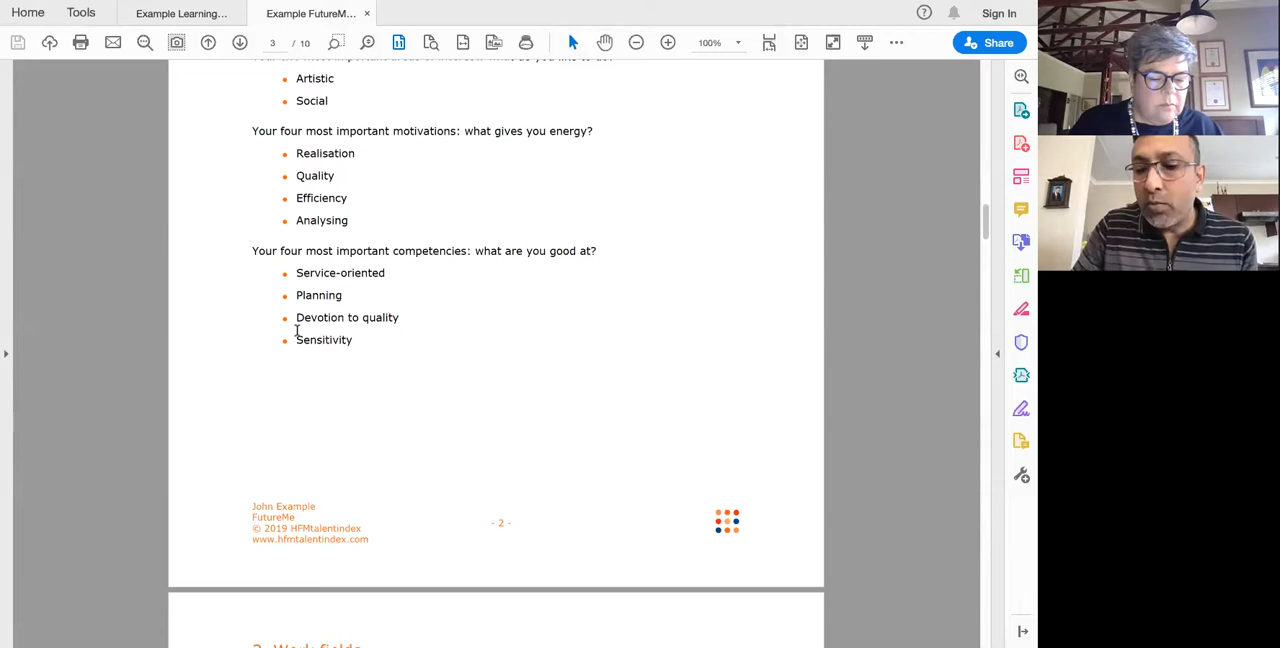 Home
Tools
Example Learning...
Example FutureM... ×
Sign In
3 / 10
100%
Share
Artistic
Social
Your four most important motivations: what gives you energy?
Realisation
Quality
Efficiency
Analysing
Your four most important competencies: what are you good at?
Service-oriented
Planning
Devotion to quality
Sensitivity
John Example
FutureMe
© 2019 HFMtalentindex
www.hfmtalentindex.com
- 2 -